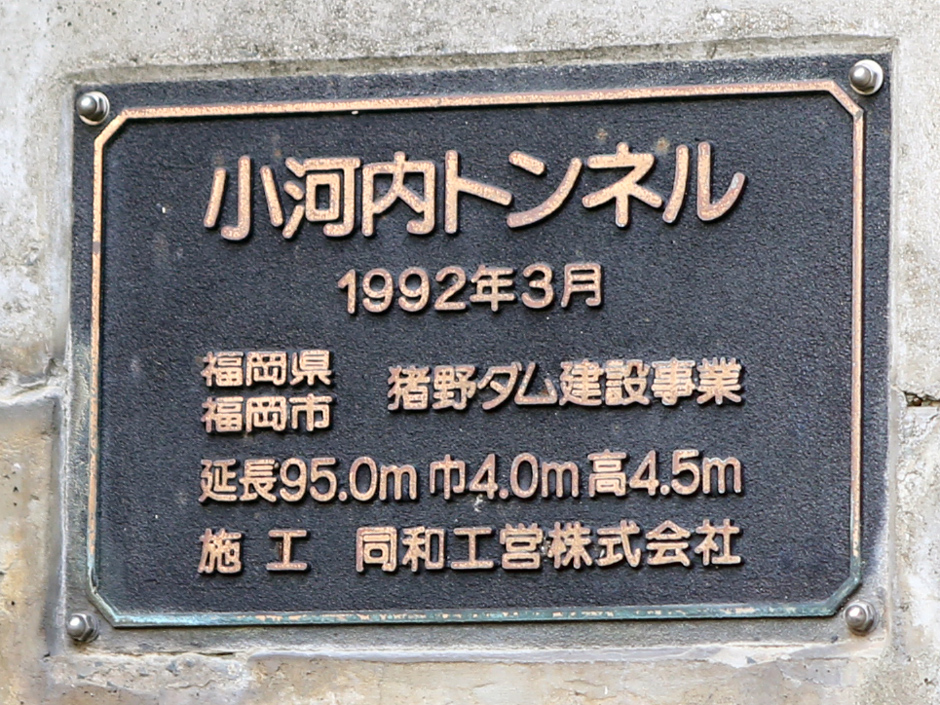 小河内トンネル
1992年3月
福岡県
福岡市
猪野ダム建設事業
延長95.0m 巾4.0m 高4.5m
施工 同和工営株式会社